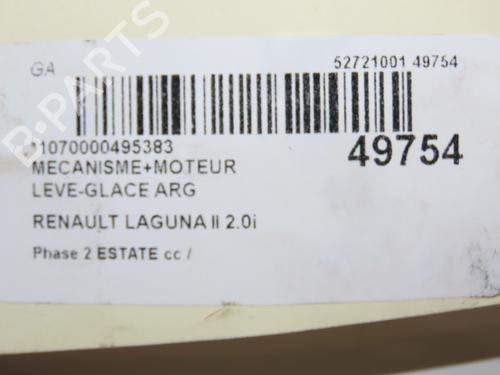 GA
52721001 49754
*1070000495383
49754
MECANISME+MOTEUR
LEVE-GLACE ARG
RENAULT LAGUNA II 2.0i
Phase 2 ESTATE cc /
B-PARTS